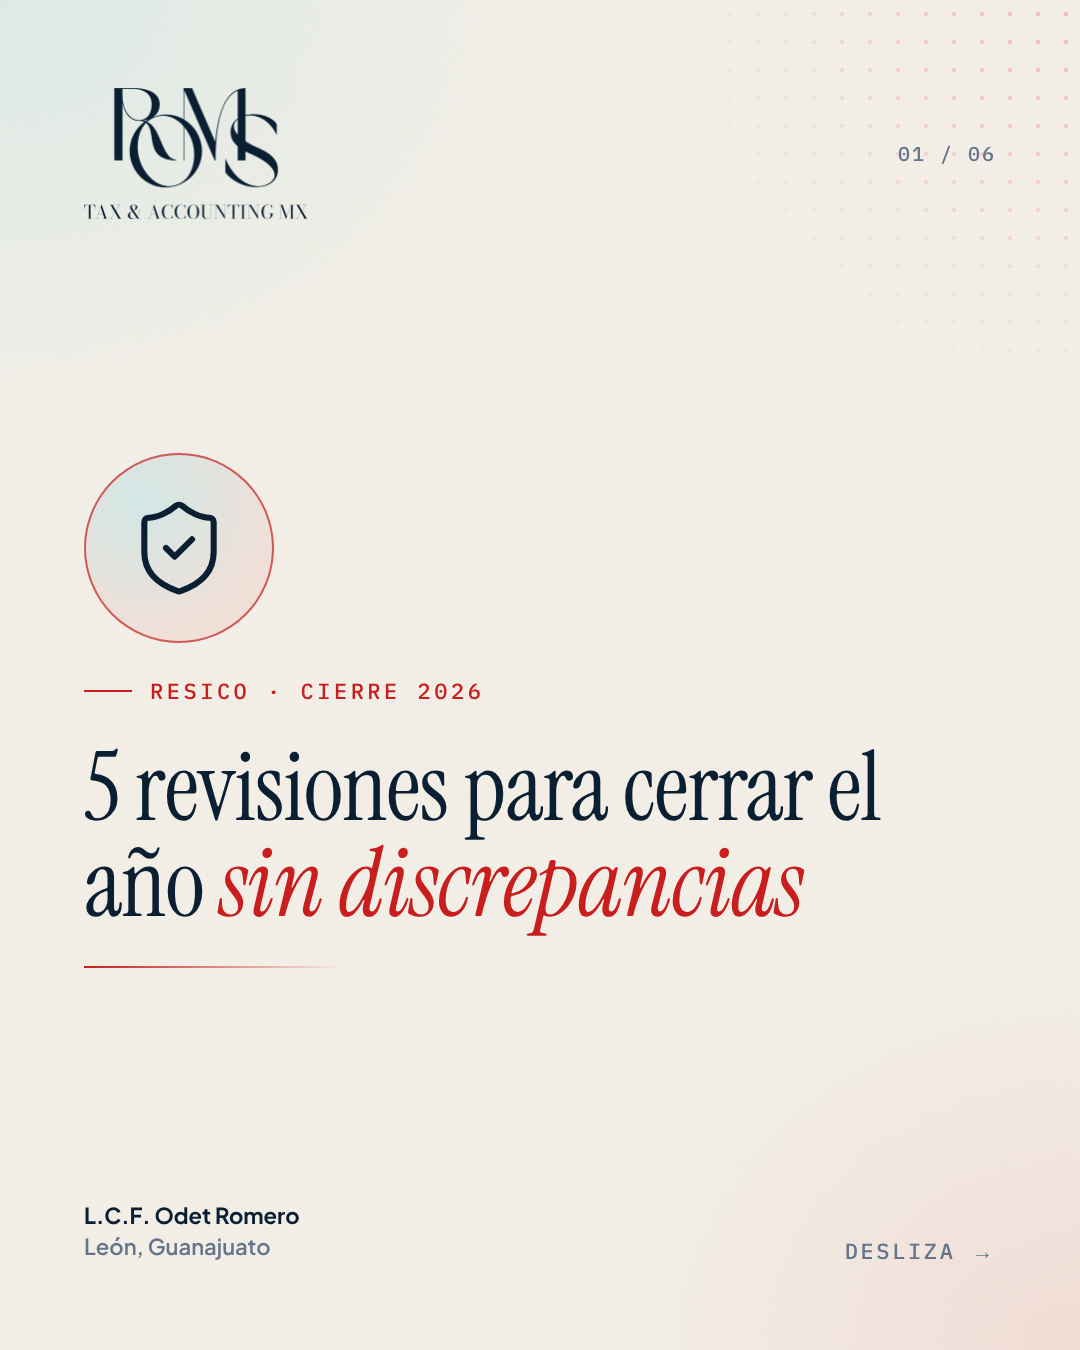 ROMS
TAX & ACCOUNTING MX
01 / 06
RESICO · CIERRE 2026
5 revisiones para cerrar el
año sin discrepancias
L.C.F. Odet Romero
León, Guanajuato
DESLIZA →